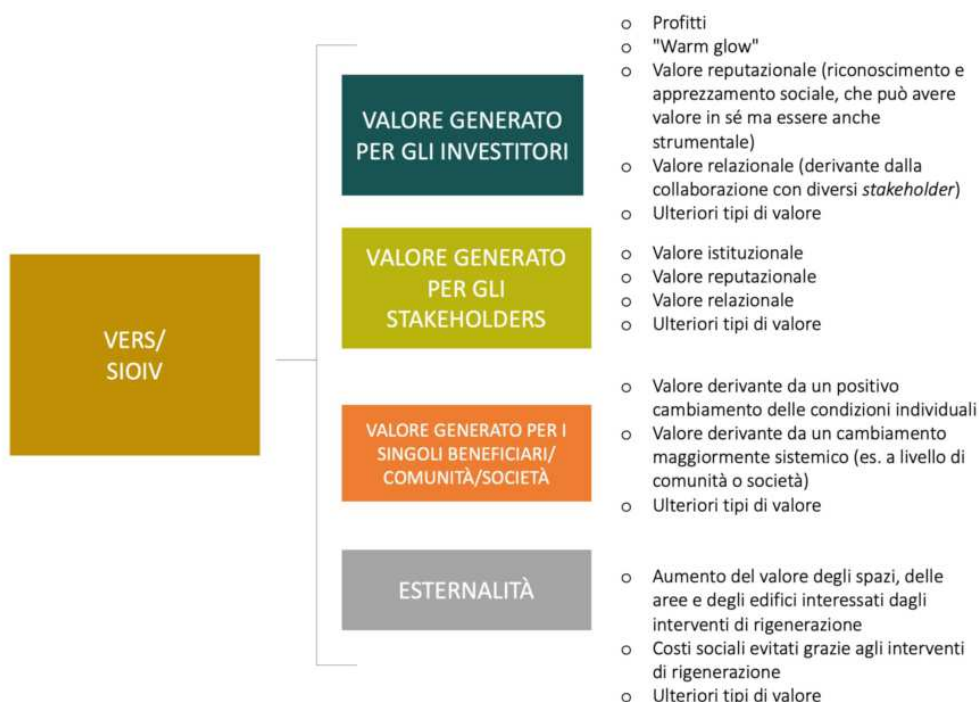 VERS/
SIOIV
VALORE GENERATO
PER GLI INVESTITORI
o Profitti
o "Warm glow"
o Valore reputazionale (riconoscimento e
apprezzamento sociale, che può avere
valore in sé ma essere anche
strumentale)
o Valore relazionale (derivante dalla
collaborazione con diversi stakeholder)
o Ulteriori tipi di valore
VALORE GENERATO
PER GLI
STAKEHOLDERS
o Valore istituzionale
o Valore reputazionale
o Valore relazionale
o Ulteriori tipi di valore
VALORE GENERATO PER I
SINGOLI BENEFICIARI/
COMUNITÀ/SOCIETÀ
o Valore derivante da un positivo
cambiamento delle condizioni individuali
o Valore derivante da un cambiamento
maggiormente sistemico (es. a livello di
comunità o società)
o Ulteriori tipi di valore
ESTERNALITÀ
o Aumento del valore degli spazi, delle
aree e degli edifici interessati dagli
interventi di rigenerazione
o Costi sociali evitati grazie agli interventi
di rigenerazione
o Ulteriori tipi di valore